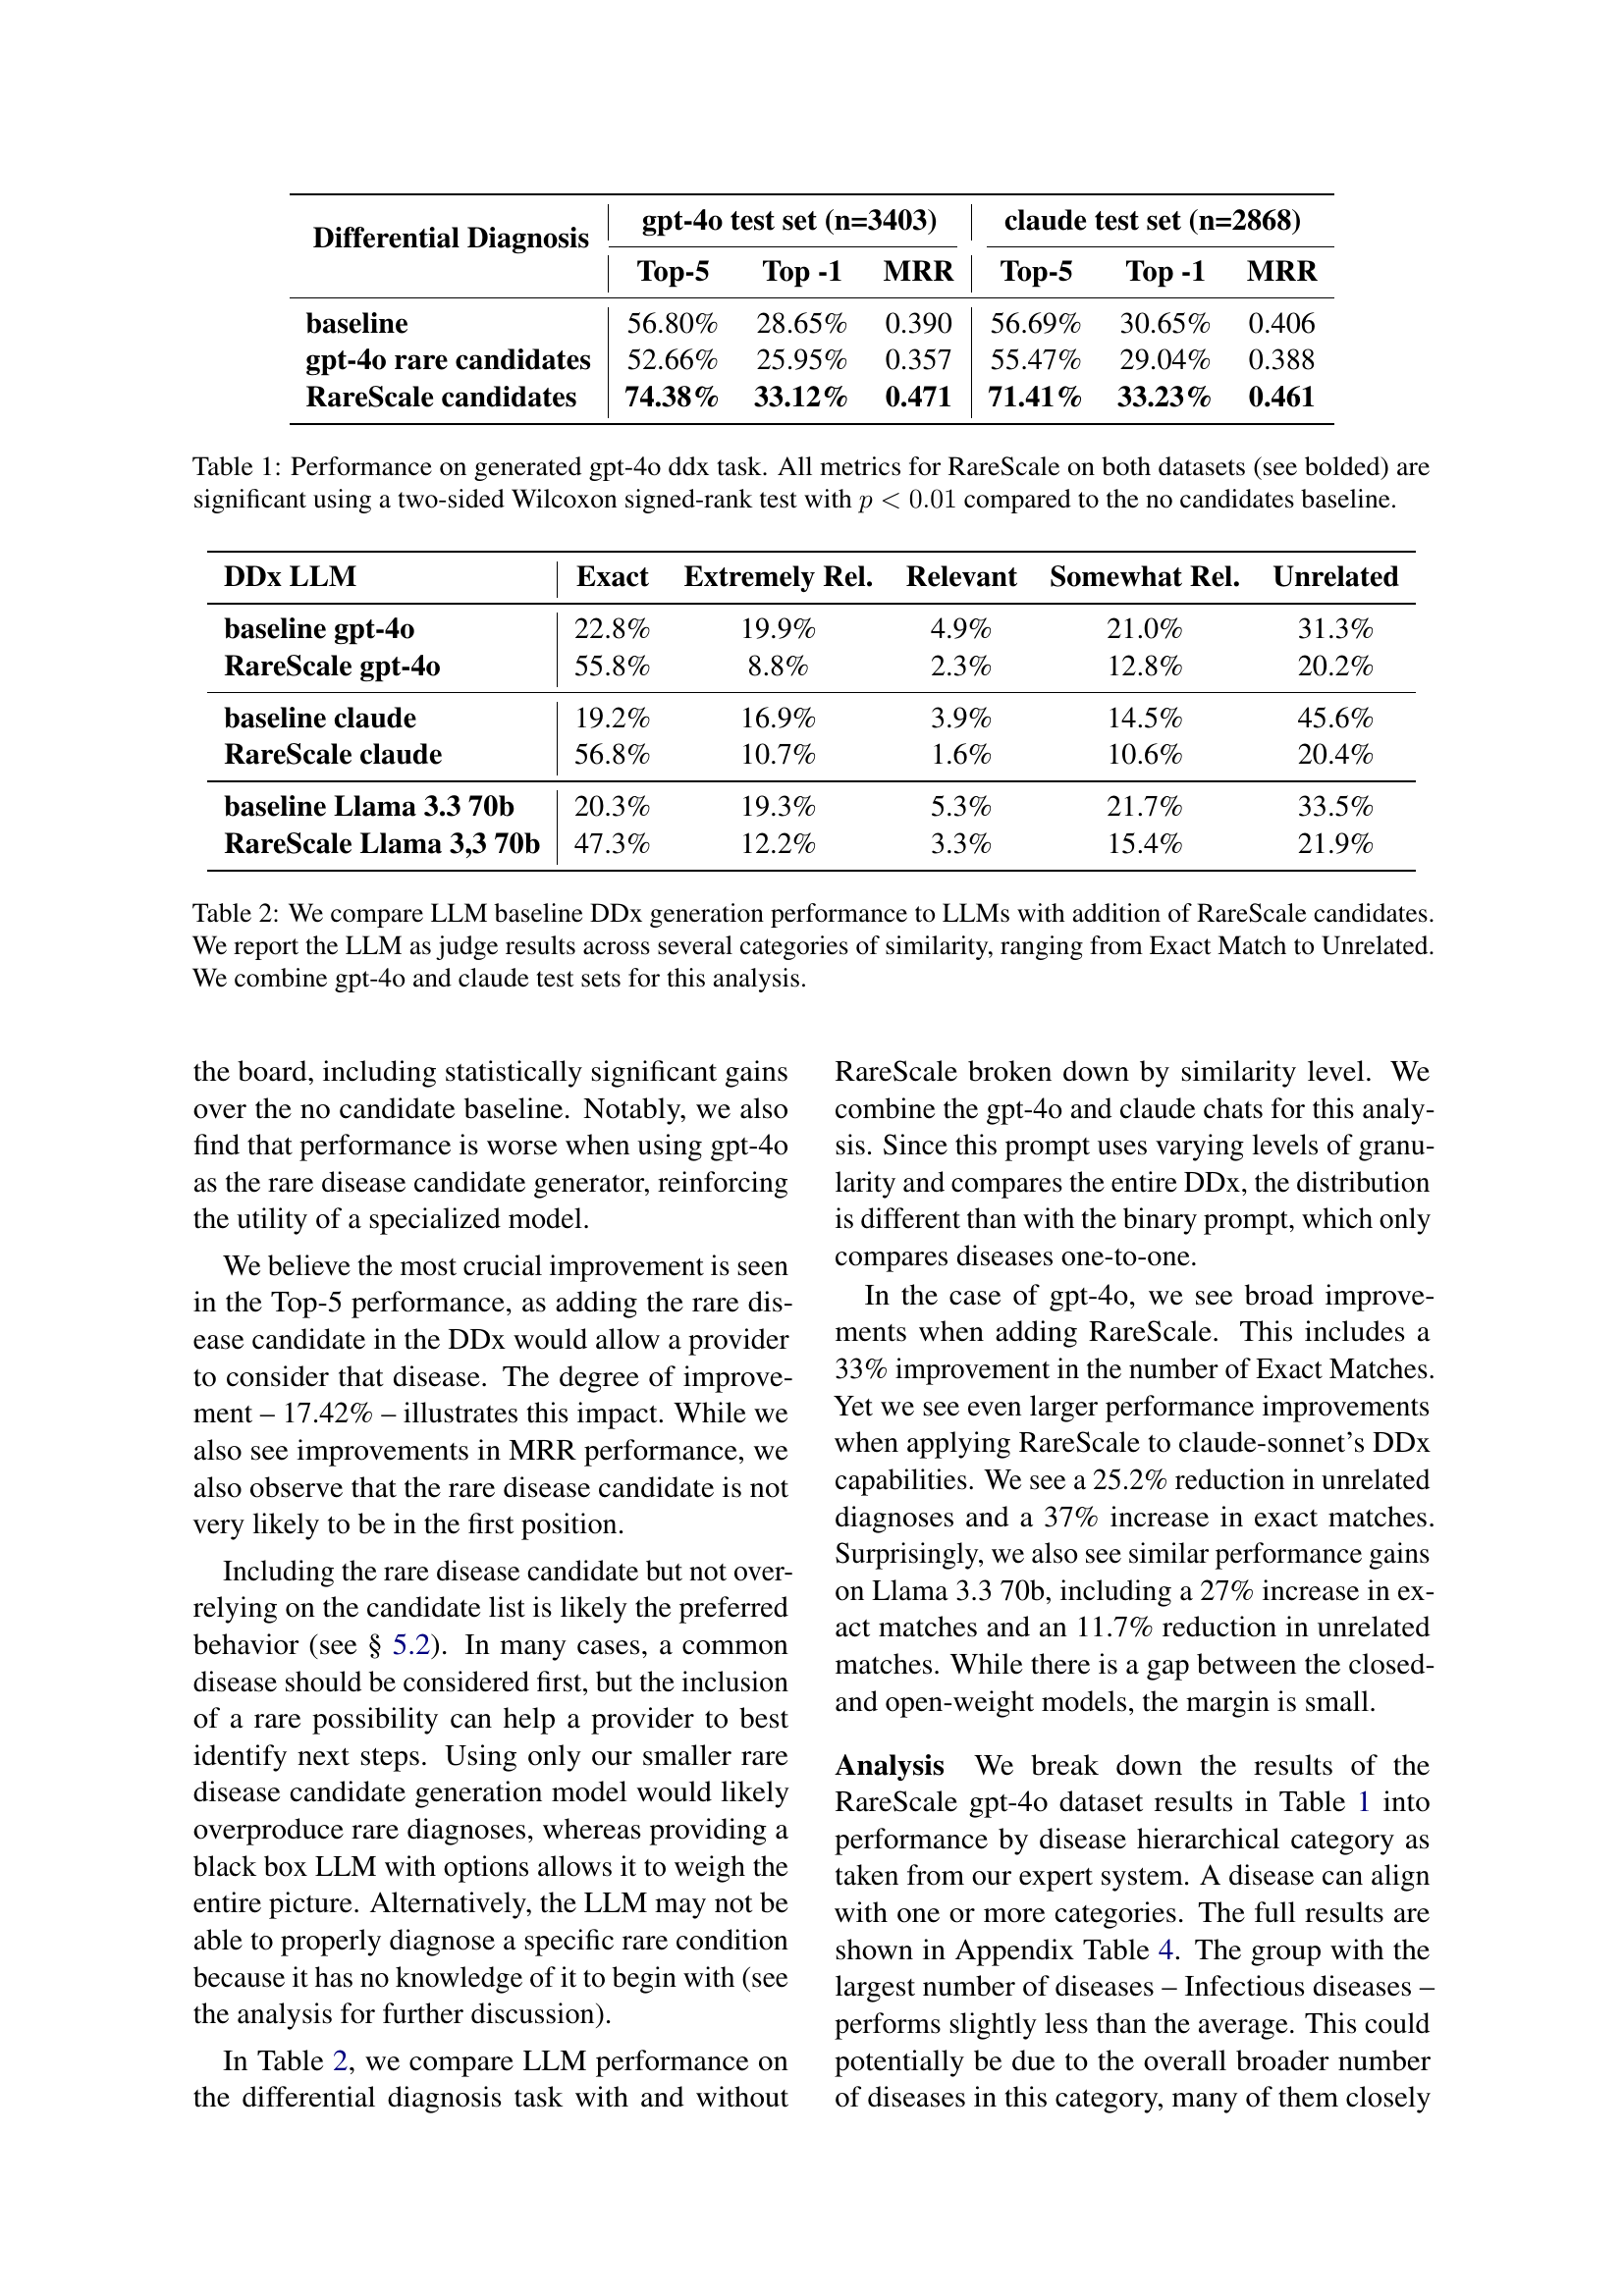 Differential Diagnosis gpt-4o test set (n=3403) claude test set (n=2868)
Top-5 Top -1 MRR Top-5 Top -1 MRR
baseline 56.80% 28.65% 0.390 56.69% 30.65% 0.406
gpt-4o rare candidates 52.66% 25.95% 0.357 55.47% 29.04% 0.388
RareScale candidates 74.38% 33.12% 0.471 71.41% 33.23% 0.461
Table 1: Performance on generated gpt-4o ddx task. All metrics for RareScale on both datasets (see bolded) are
significant using a two-sided Wilcoxon signed-rank test with p < 0.01 compared to the no candidates baseline.
DDx LLM Exact Extremely Rel. Relevant Somewhat Rel. Unrelated
baseline gpt-4o 22.8% 19.9% 4.9% 21.0% 31.3%
RareScale gpt-4o 55.8% 8.8% 2.3% 12.8% 20.2%
baseline claude 19.2% 16.9% 3.9% 14.5% 45.6%
RareScale claude 56.8% 10.7% 1.6% 10.6% 20.4%
baseline Llama 3.3 70b 20.3% 19.3% 5.3% 21.7% 33.5%
RareScale Llama 3,3 70b 47.3% 12.2% 3.3% 15.4% 21.9%
Table 2: We compare LLM baseline DDx generation performance to LLMs with addition of RareScale candidates.
We report the LLM as judge results across several categories of similarity, ranging from Exact Match to Unrelated.
We combine gpt-4o and claude test sets for this analysis.
the board, including statistically significant gains
over the no candidate baseline. Notably, we also
find that performance is worse when using gpt-4o
as the rare disease candidate generator, reinforcing
the utility of a specialized model.
We believe the most crucial improvement is seen
in the Top-5 performance, as adding the rare dis-
ease candidate in the DDx would allow a provider
to consider that disease. The degree of improve-
ment – 17.42% – illustrates this impact. While we
also see improvements in MRR performance, we
also observe that the rare disease candidate is not
very likely to be in the first position.
Including the rare disease candidate but not over-
relying on the candidate list is likely the preferred
behavior (see § 5.2). In many cases, a common
disease should be considered first, but the inclusion
of a rare possibility can help a provider to best
identify next steps. Using only our smaller rare
disease candidate generation model would likely
overproduce rare diagnoses, whereas providing a
black box LLM with options allows it to weigh the
entire picture. Alternatively, the LLM may not be
able to properly diagnose a specific rare condition
because it has no knowledge of it to begin with (see
the analysis for further discussion).
In Table 2, we compare LLM performance on
the differential diagnosis task with and without
RareScale broken down by similarity level. We
combine the gpt-4o and claude chats for this analy-
sis. Since this prompt uses varying levels of granu-
larity and compares the entire DDx, the distribution
is different than with the binary prompt, which only
compares diseases one-to-one.
In the case of gpt-4o, we see broad improve-
ments when adding RareScale. This includes a
33% improvement in the number of Exact Matches.
Yet we see even larger performance improvements
when applying RareScale to claude-sonnet's DDx
capabilities. We see a 25.2% reduction in unrelated
diagnoses and a 37% increase in exact matches.
Surprisingly, we also see similar performance gains
on Llama 3.3 70b, including a 27% increase in ex-
act matches and an 11.7% reduction in unrelated
matches. While there is a gap between the closed-
and open-weight models, the margin is small.
Analysis We break down the results of the
RareScale gpt-4o dataset results in Table 1 into
performance by disease hierarchical category as
taken from our expert system. A disease can align
with one or more categories. The full results are
shown in Appendix Table 4. The group with the
largest number of diseases – Infectious diseases –
performs slightly less than the average. This could
potentially be due to the overall broader number
of diseases in this category, many of them closely